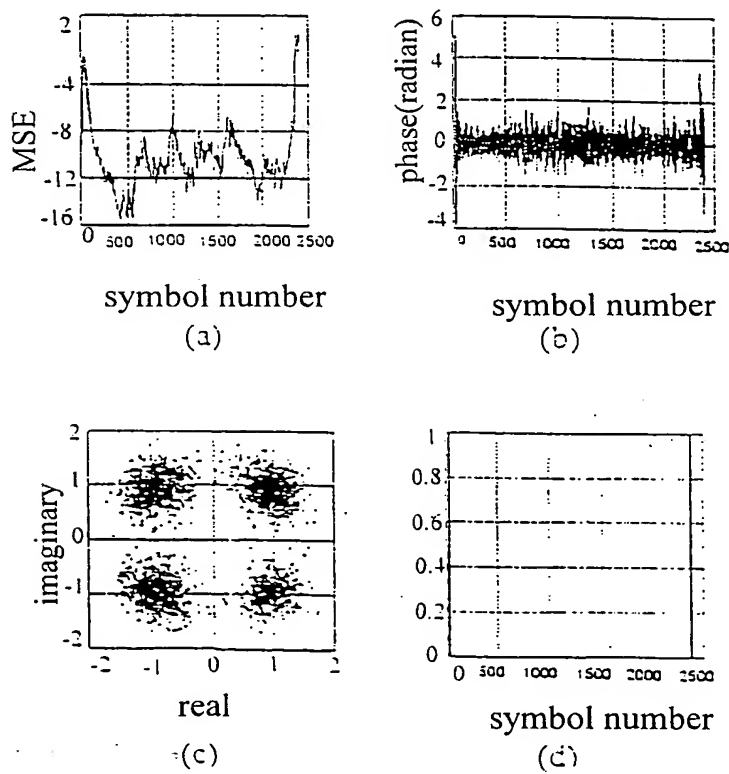 2
-4
-8
-12
-16
MSE
0 500 1000 1500 2000 2500
symbol number
(a)
6
4
2
0
-2
-4
phase(radian)
0 500 1000 1500 2000 2500
symbol number
(b)
2
1
0
-1
-2
imaginary
-2 -1 0 1 2
real
(c)
1
0.8
0.6
0.4
0.2
0
0 500 1000 1500 2000 2500
symbol number
(d)